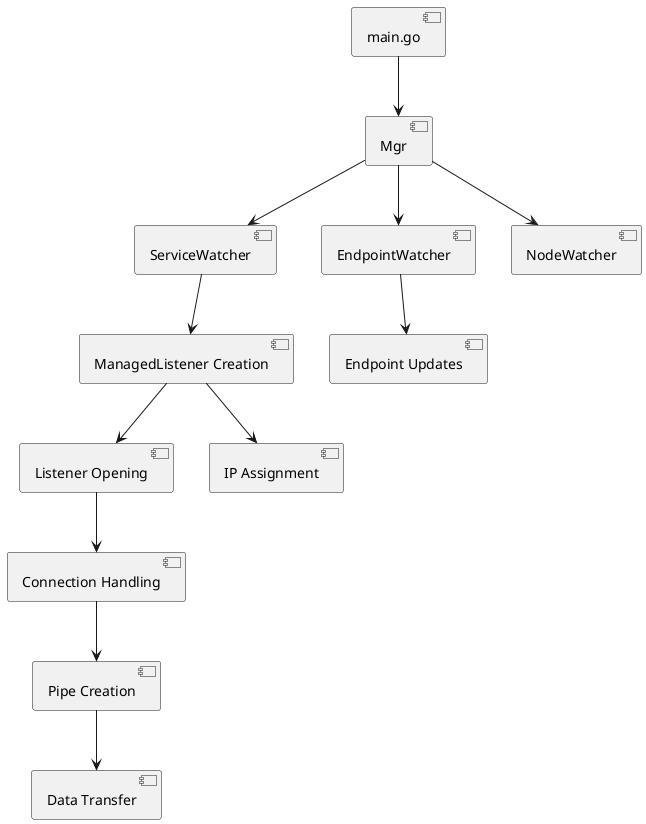 main.go
Mgr
ServiceWatcher
EndpointWatcher
NodeWatcher
ManagedListener Creation
Endpoint Updates
Listener Opening
IP Assignment
Connection Handling
Pipe Creation
Data Transfer